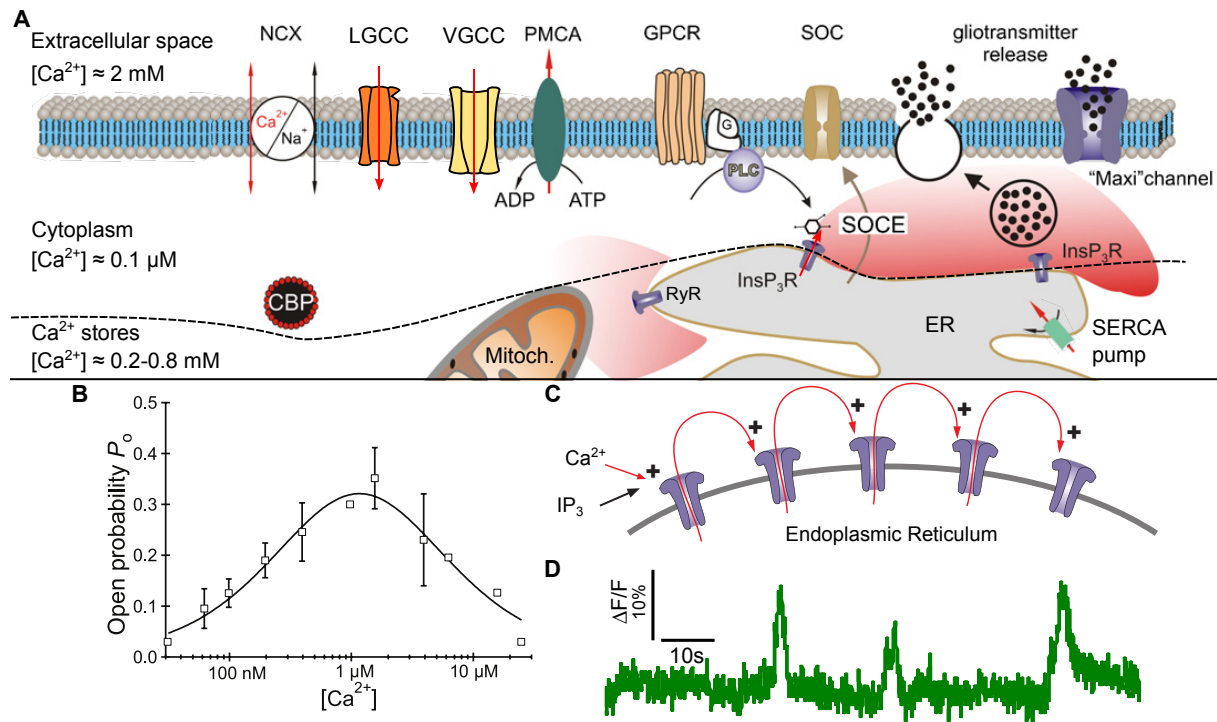 A
Extracellular space
[Ca²⁺] ≈ 2 mM
NCX
LGCC
VGCC
PMCA
GPCR
SOC
gliotransmitter
release
Ca²⁺
Na⁺
G
PLC
ADP
ATP
"Maxi"channel
Cytoplasm
[Ca²⁺] ≈ 0.1 µM
SOCE
InsP₃R
InsP₃R
CBP
RyR
Ca²⁺ stores
[Ca²⁺] ≈ 0.2-0.8 mM
Mitoch.
ER
SERCA
pump
B
Open probability Pₒ
0.5
0.4
0.3
0.2
0.1
0.0
100 nM
1 µM
10 µM
[Ca²⁺]
C
+
+
+
+
+
Ca²⁺
IP₃
Endoplasmic Reticulum
D
ΔF/F
10%
10s